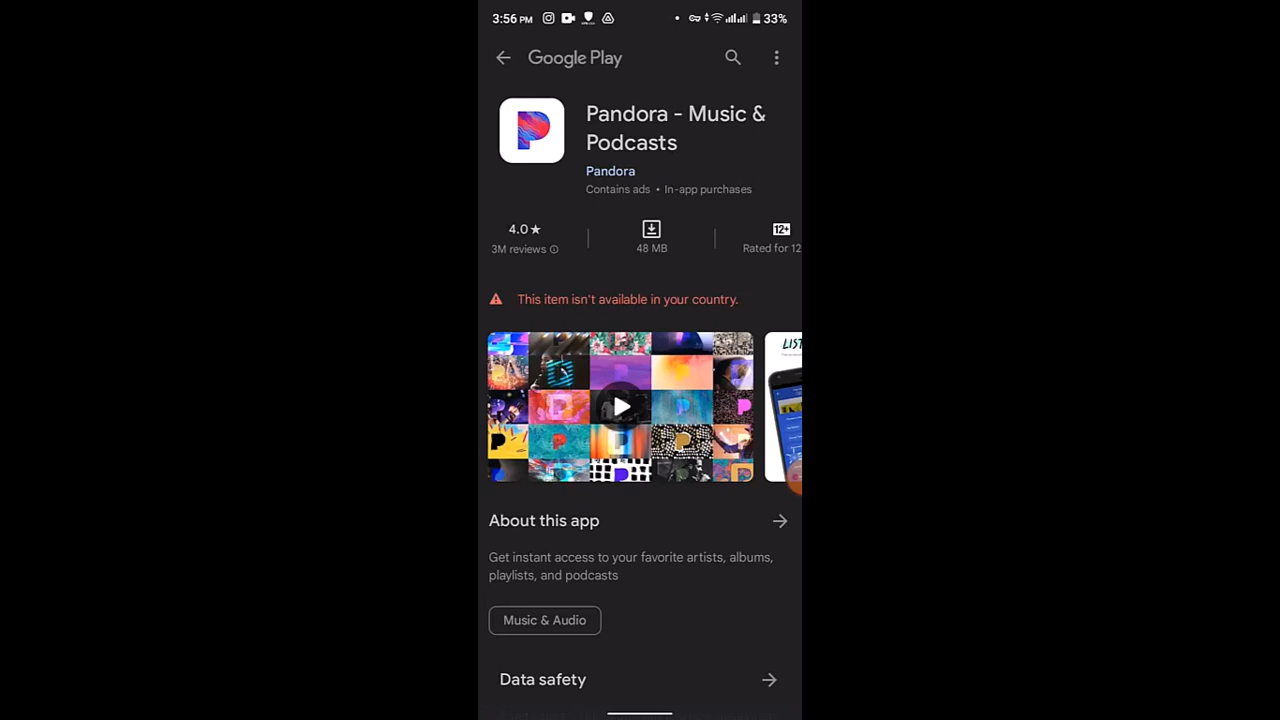 3:56 PM 33%
Google Play
Pandora - Music &
Podcasts
Pandora
Contains ads • In-app purchases
4.0★
12+
3M reviews 48 MB Rated for 12
This item isn't available in your country.
LIST
About this app
Get instant access to your favorite artists, albums,
playlists, and podcasts
Music & Audio
Data safety